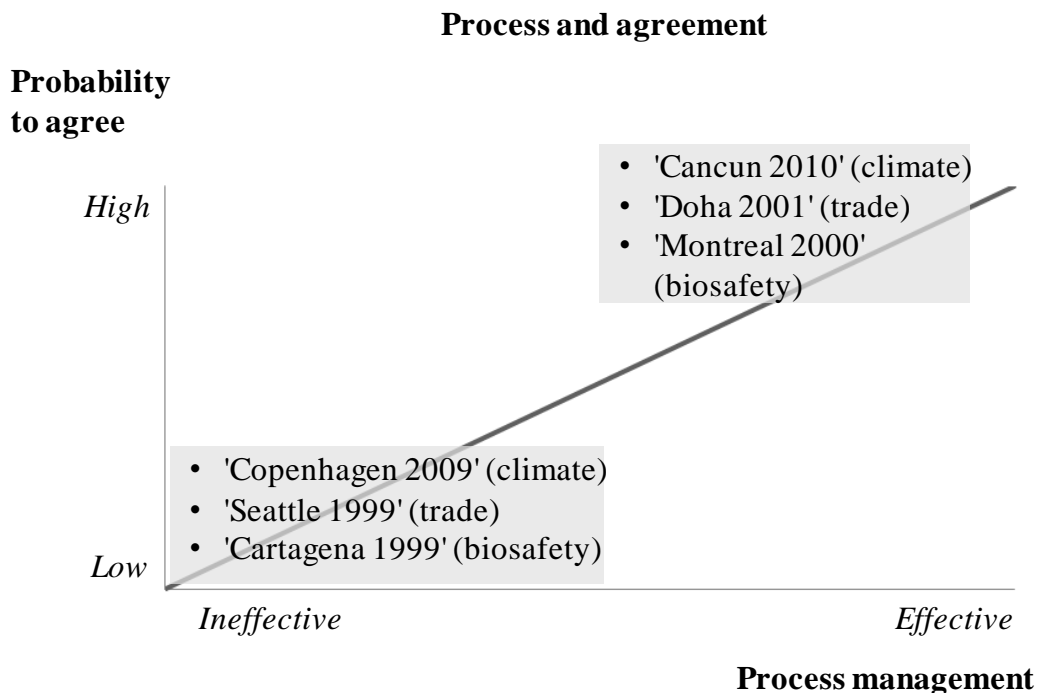 Process and agreement
Probability
to agree
• 'Cancun 2010' (climate)
• 'Doha 2001' (trade)
• 'Montreal 2000'
(biosafety)
High
• 'Copenhagen 2009' (climate)
• 'Seattle 1999' (trade)
• 'Cartagena 1999' (biosafety)
Low
Ineffective
Effective
Process management